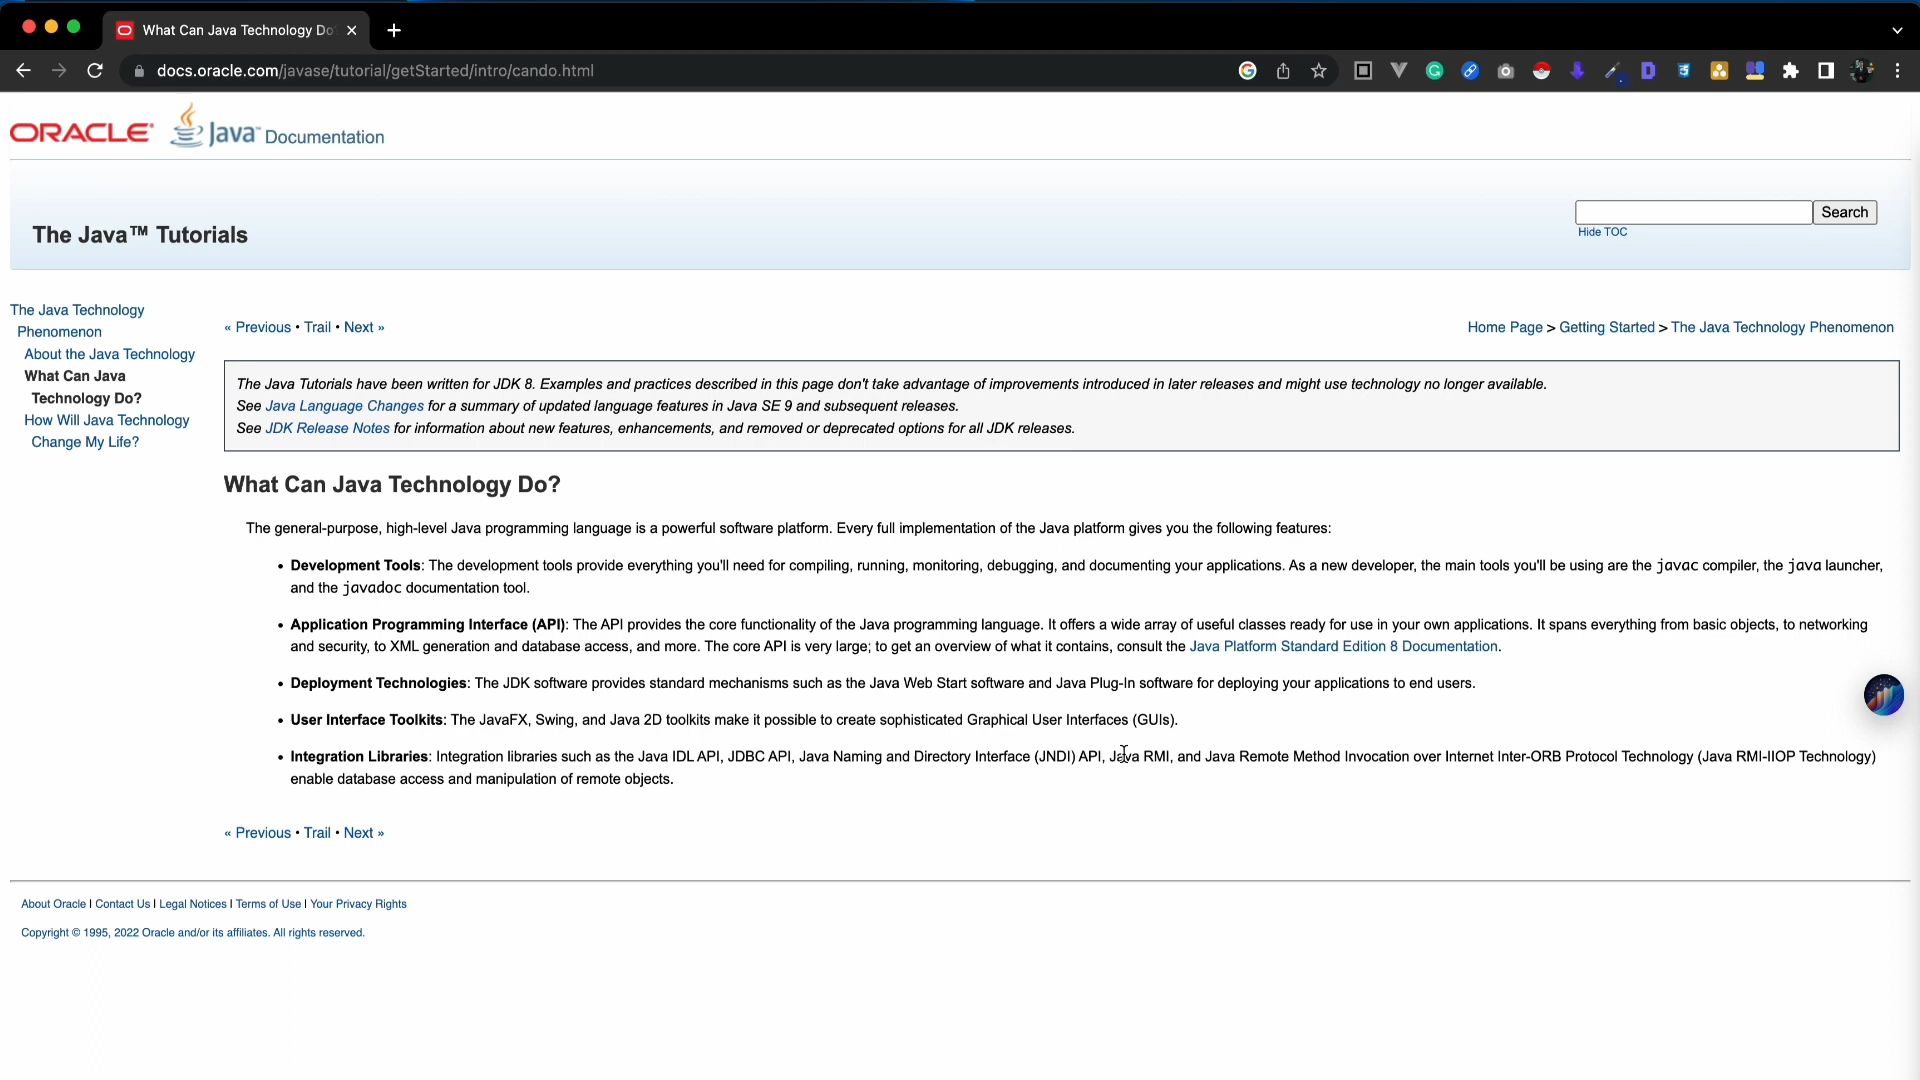 What Can Java Technology Do
docs.oracle.com/javase/tutorial/getStarted/intro/cando.html
ORACLE Java™ Documentation
The Java™ Tutorials
Search
Hide TOC
The Java Technology
Phenomenon
About the Java Technology
What Can Java
Technology Do?
How Will Java Technology
Change My Life?
« Previous • Trail • Next »
Home Page > Getting Started > The Java Technology Phenomenon
The Java Tutorials have been written for JDK 8. Examples and practices described in this page don't take advantage of improvements introduced in later releases and might use technology no longer available.
See Java Language Changes for a summary of updated language features in Java SE 9 and subsequent releases.
See JDK Release Notes for information about new features, enhancements, and removed or deprecated options for all JDK releases.
What Can Java Technology Do?
The general-purpose, high-level Java programming language is a powerful software platform. Every full implementation of the Java platform gives you the following features:
• Development Tools: The development tools provide everything you'll need for compiling, running, monitoring, debugging, and documenting your applications. As a new developer, the main tools you'll be using are the javac compiler, the java launcher,
and the javadoc documentation tool.
• Application Programming Interface (API): The API provides the core functionality of the Java programming language. It offers a wide array of useful classes ready for use in your own applications. It spans everything from basic objects, to networking
and security, to XML generation and database access, and more. The core API is very large; to get an overview of what it contains, consult the Java Platform Standard Edition 8 Documentation.
• Deployment Technologies: The JDK software provides standard mechanisms such as the Java Web Start software and Java Plug-In software for deploying your applications to end users.
• User Interface Toolkits: The JavaFX, Swing, and Java 2D toolkits make it possible to create sophisticated Graphical User Interfaces (GUIs).
• Integration Libraries: Integration libraries such as the Java IDL API, JDBC API, Java Naming and Directory Interface (JNDI) API, Java RMI, and Java Remote Method Invocation over Internet Inter-ORB Protocol Technology (Java RMI-IIOP Technology)
enable database access and manipulation of remote objects.
« Previous • Trail • Next »
About Oracle | Contact Us | Legal Notices | Terms of Use | Your Privacy Rights
Copyright © 1995, 2022 Oracle and/or its affiliates. All rights reserved.